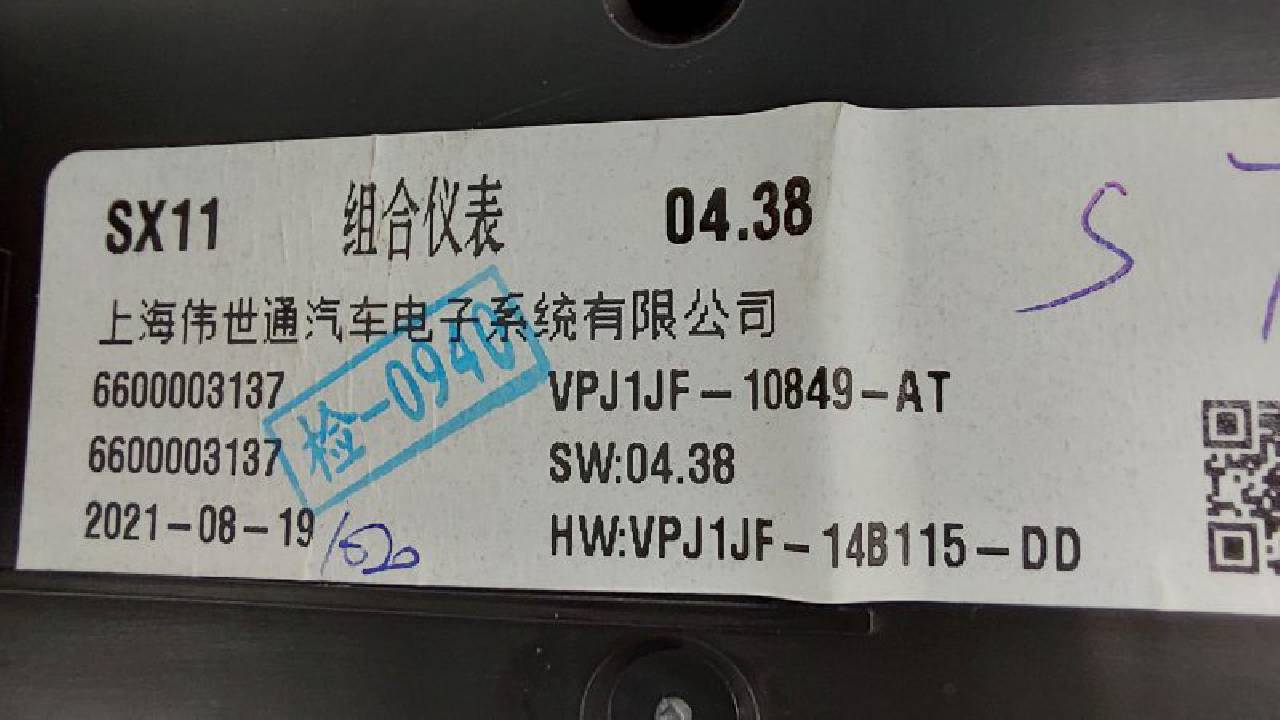 SX11 组合仪表 04.38
上海伟世通汽车电子系统有限公司
6600003137 VPJ1JF-10849-AT
6600003137 SW:04.38
2021-08-19 HW:VPJ1JF-14B115-DD
检-0940
S